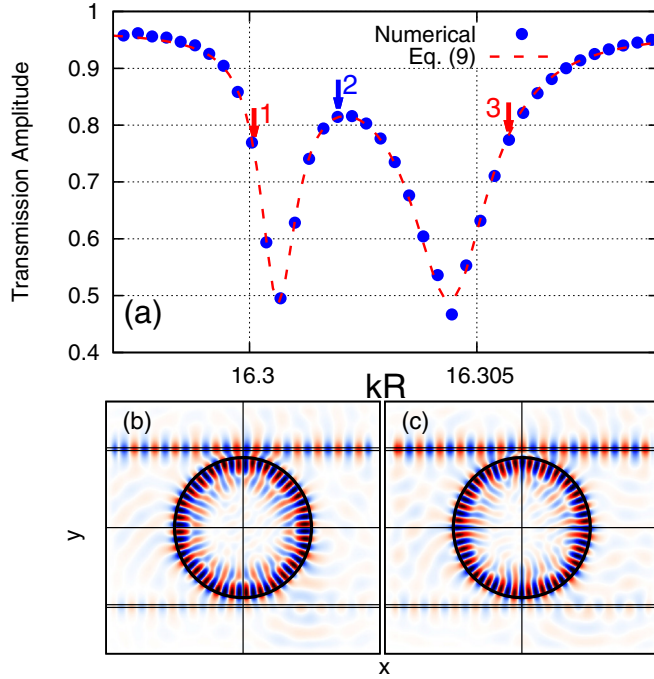 (a)
Transmission Amplitude
1
0.9
0.8
0.7
0.6
0.5
0.4
Numerical
Eq. (9)
1
2
3
16.3
16.305
kR
(b)
(c)
y
x